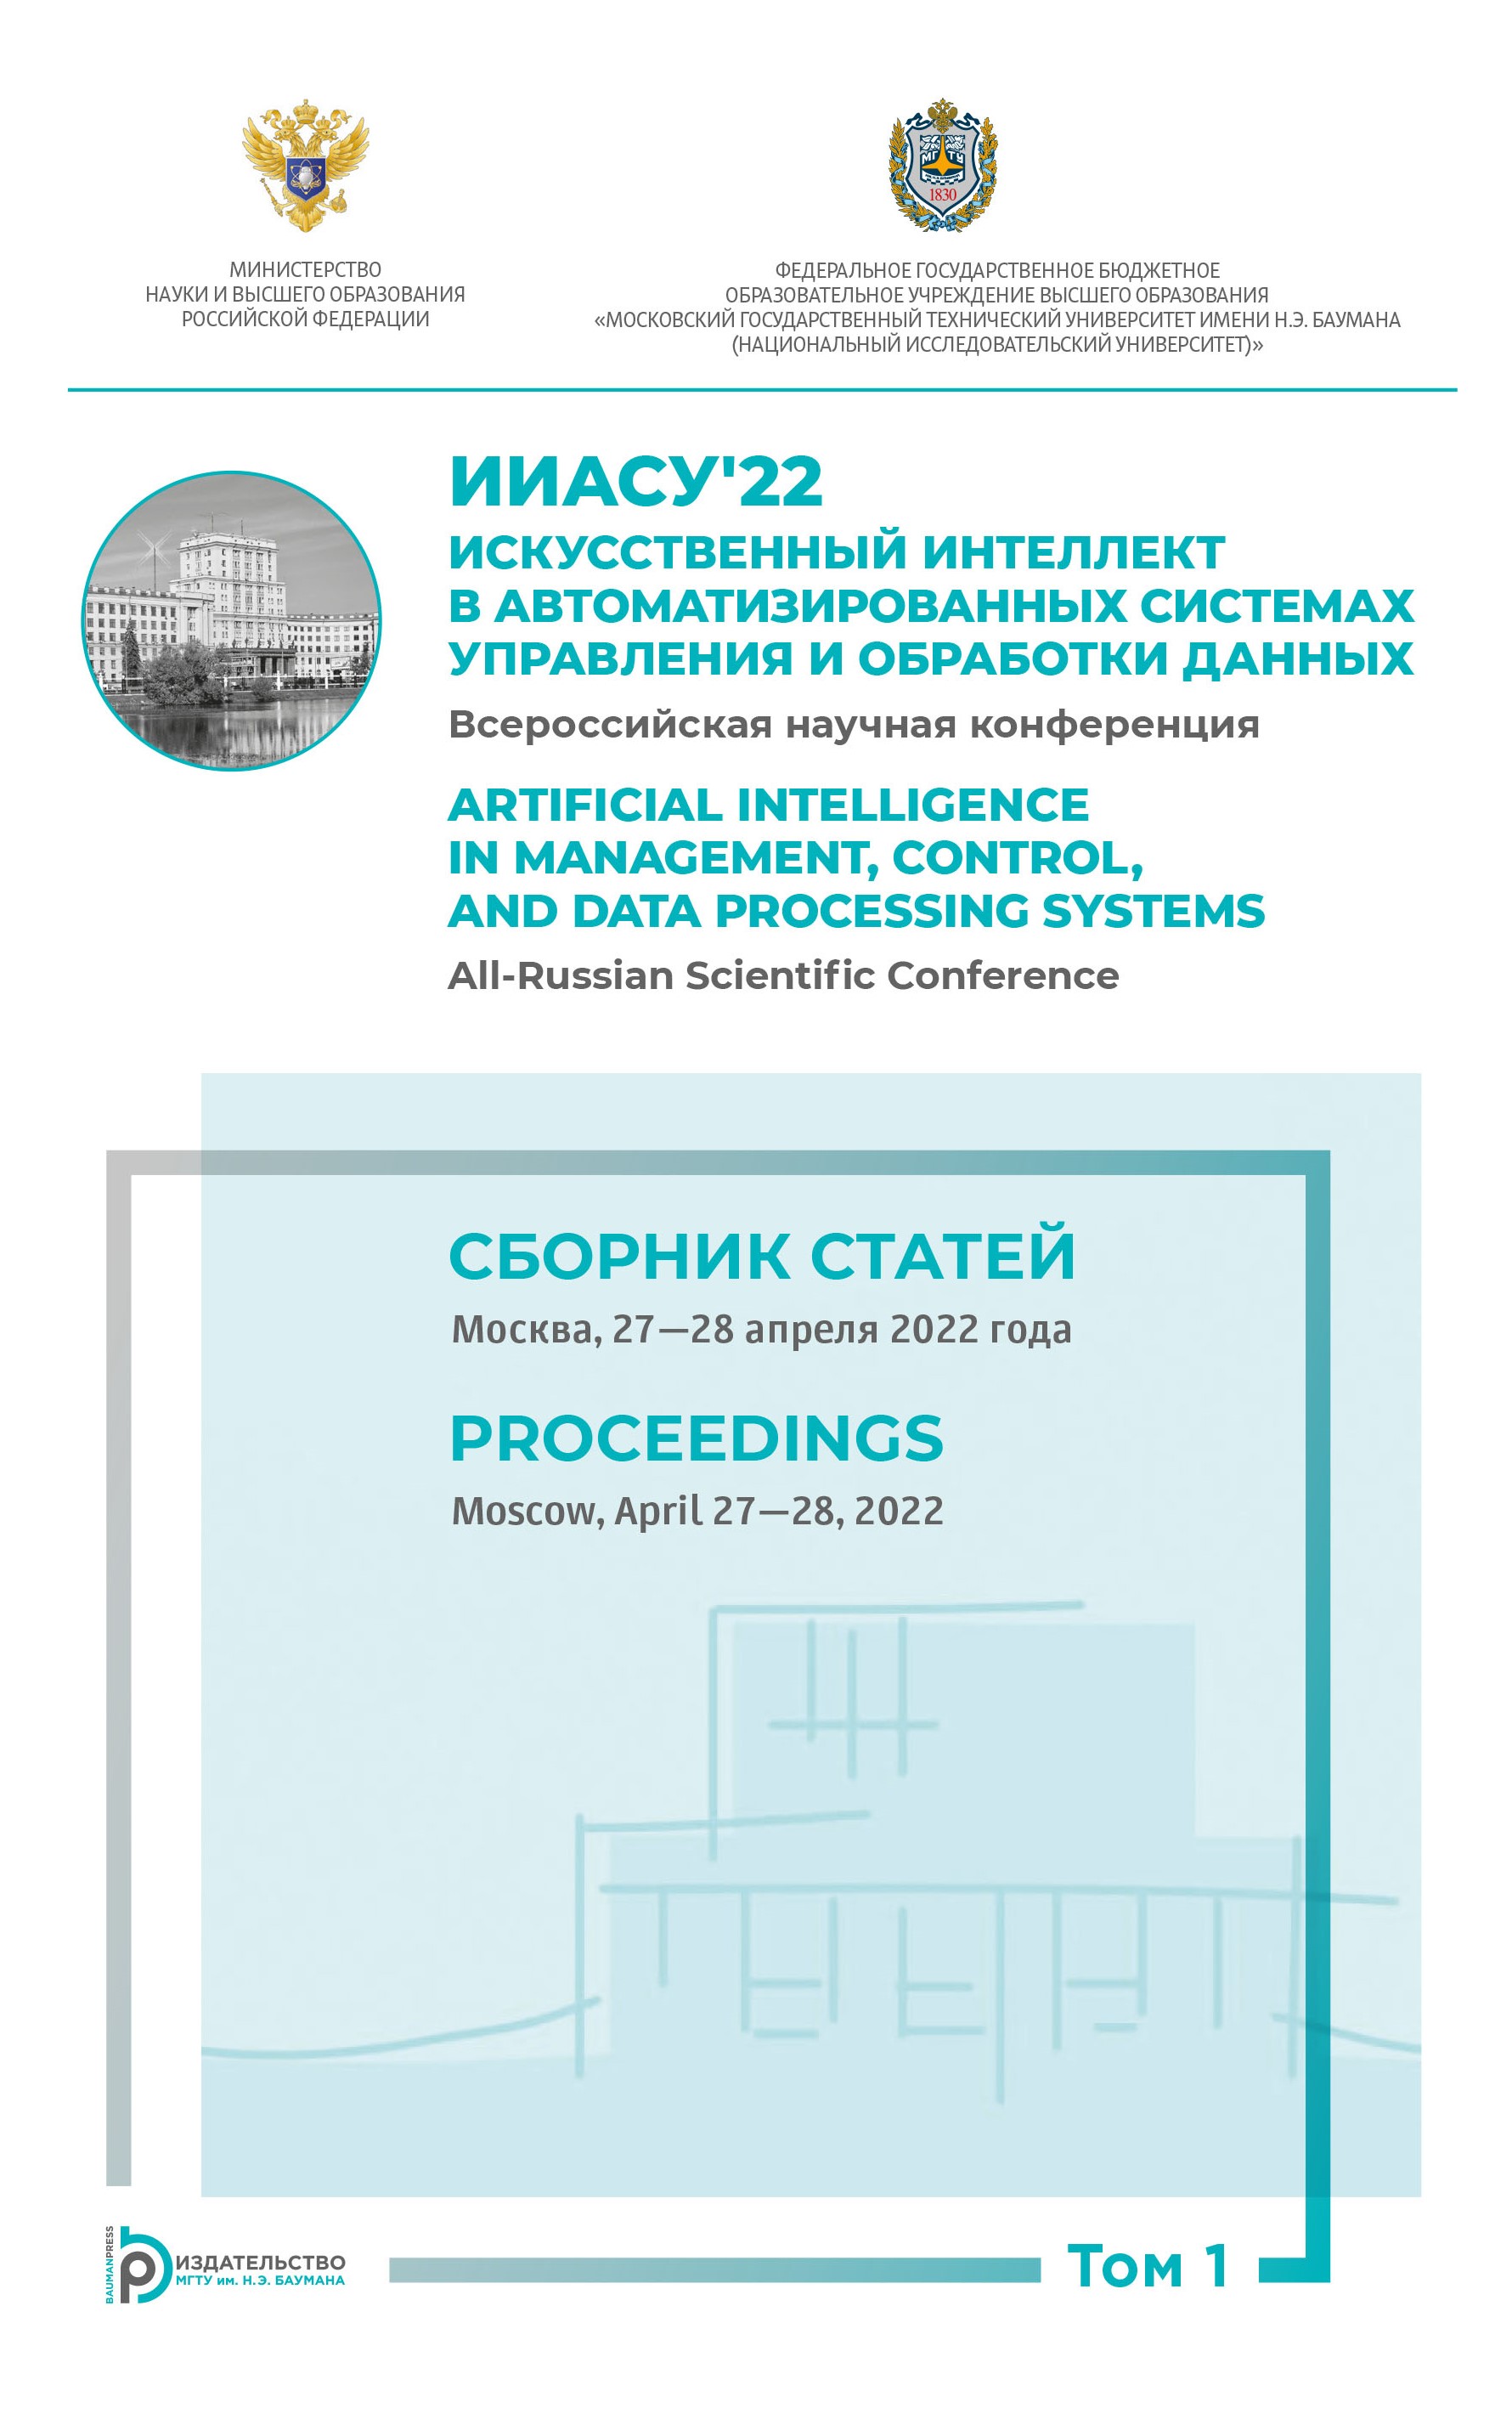 МГТУ
1830
МИНИСТЕРСТВО
НАУКИ И ВЫСШЕГО ОБРАЗОВАНИЯ
РОССИЙСКОЙ ФЕДЕРАЦИИ
ФЕДЕРАЛЬНОЕ ГОСУДАРСТВЕННОЕ БЮДЖЕТНОЕ
ОБРАЗОВАТЕЛЬНОЕ УЧРЕЖДЕНИЕ ВЫСШЕГО ОБРАЗОВАНИЯ
«МОСКОВСКИЙ ГОСУДАРСТВЕННЫЙ ТЕХНИЧЕСКИЙ УНИВЕРСИТЕТ ИМЕНИ Н.Э. БАУМАНА
(НАЦИОНАЛЬНЫЙ ИССЛЕДОВАТЕЛЬСКИЙ УНИВЕРСИТЕТ)»
ИИАСУ'22
ИСКУССТВЕННЫЙ ИНТЕЛЛЕКТ
В АВТОМАТИЗИРОВАННЫХ СИСТЕМАХ
УПРАВЛЕНИЯ И ОБРАБОТКИ ДАННЫХ
Всероссийская научная конференция
ARTIFICIAL INTELLIGENCE
IN MANAGEMENT, CONTROL,
AND DATA PROCESSING SYSTEMS
All-Russian Scientific Conference
СБОРНИК СТАТЕЙ
Москва, 27—28 апреля 2022 года
PROCEEDINGS
Moscow, April 27—28, 2022
BAUMANPRESS
ИЗДАТЕЛЬСТВО
МГТУ им. Н.Э. БАУМАНА
Том 1